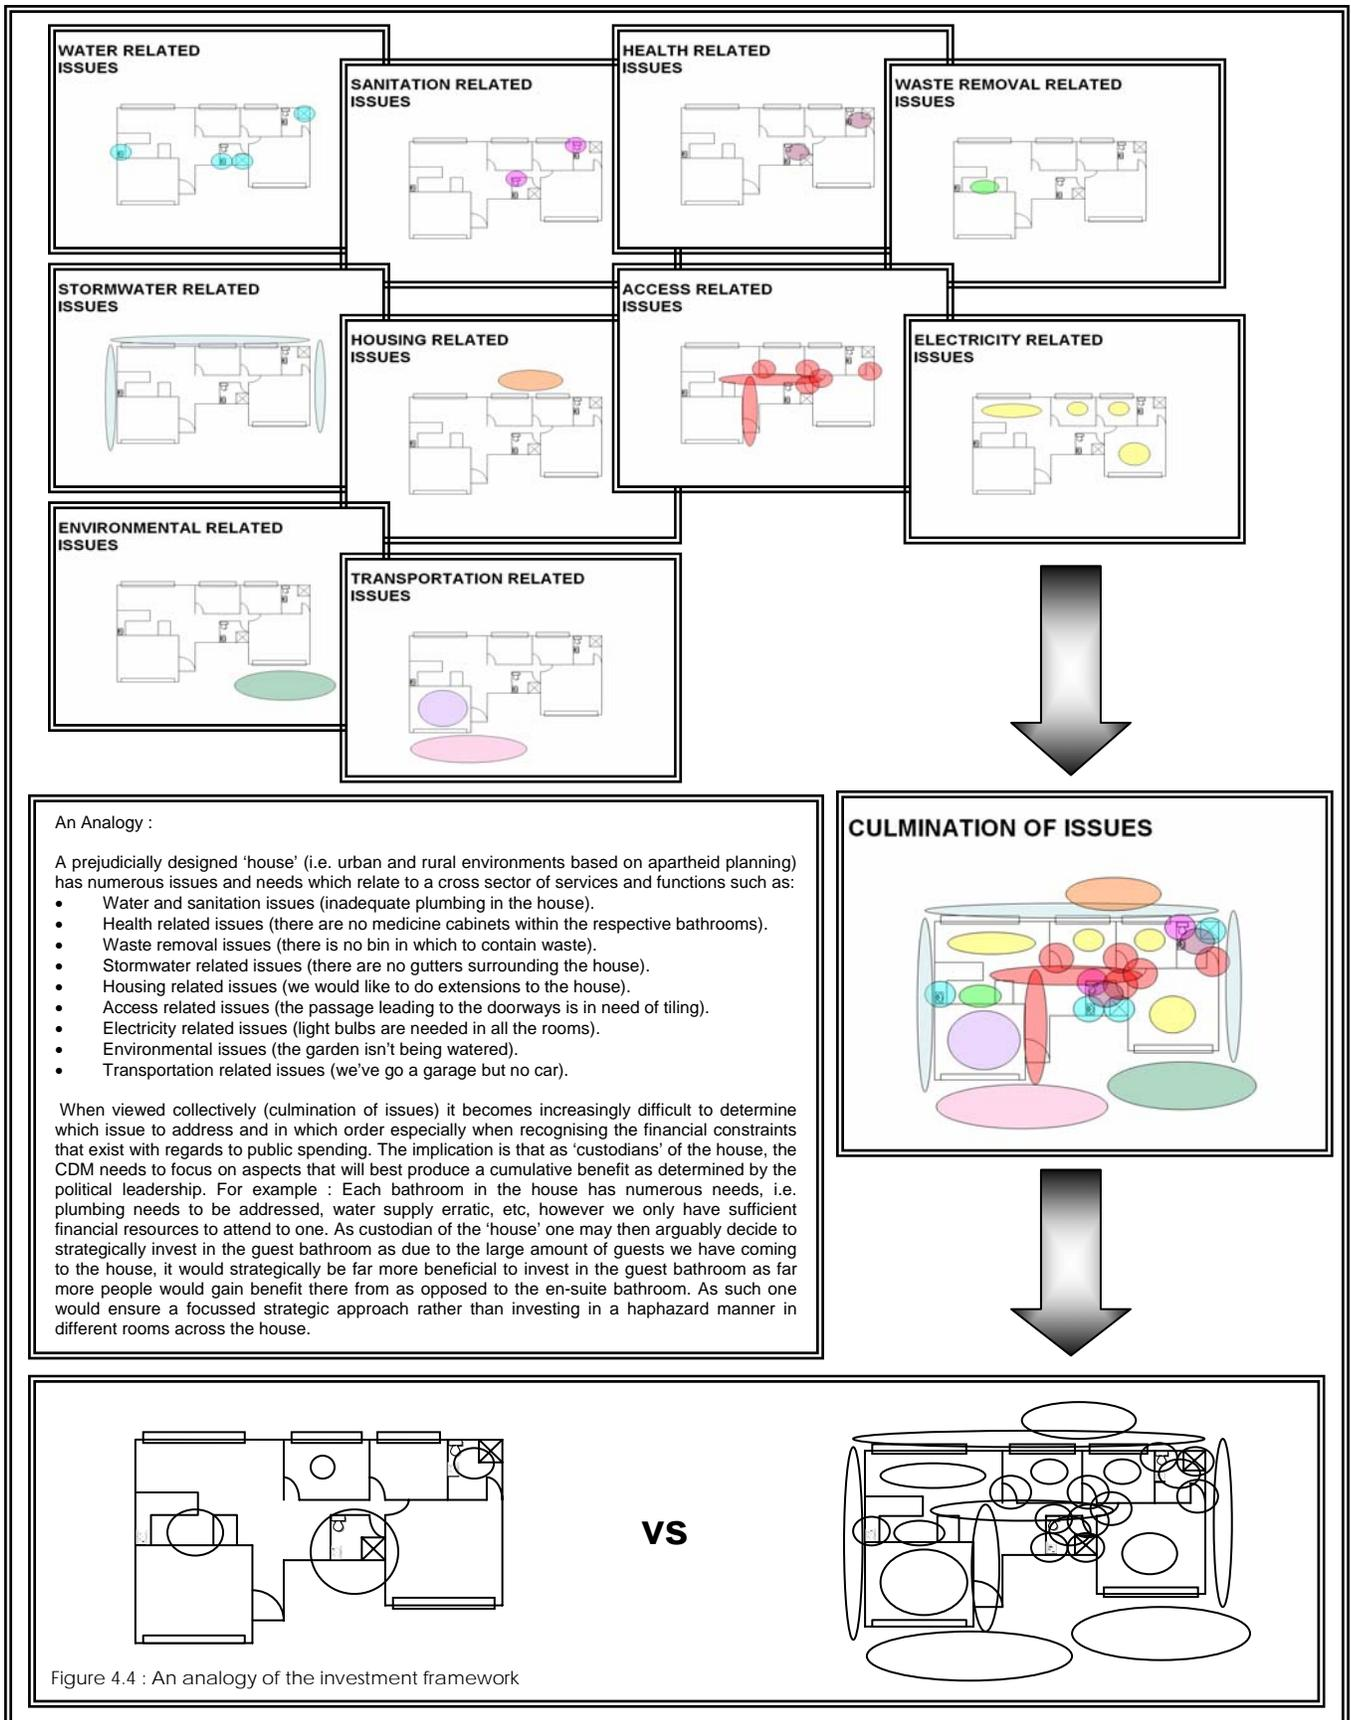 WATER RELATED
ISSUES
SANITATION RELATED
ISSUES
HEALTH RELATED
ISSUES
WASTE REMOVAL RELATED
ISSUES
STORMWATER RELATED
ISSUES
HOUSING RELATED
ISSUES
ACCESS RELATED
ISSUES
ELECTRICITY RELATED
ISSUES
ENVIRONMENTAL RELATED
ISSUES
TRANSPORTATION RELATED
ISSUES
An Analogy :
A prejudicially designed ‘house’ (i.e. urban and rural environments based on apartheid planning)
has numerous issues and needs which relate to a cross sector of services and functions such as:
• Water and sanitation issues (inadequate plumbing in the house).
• Health related issues (there are no medicine cabinets within the respective bathrooms).
• Waste removal issues (there is no bin in which to contain waste).
• Stormwater related issues (there are no gutters surrounding the house).
• Housing related issues (we would like to do extensions to the house).
• Access related issues (the passage leading to the doorways is in need of tiling).
• Electricity related issues (light bulbs are needed in all the rooms).
• Environmental issues (the garden isn’t being watered).
• Transportation related issues (we’ve go a garage but no car).
When viewed collectively (culmination of issues) it becomes increasingly difficult to determine
which issue to address and in which order especially when recognising the financial constraints
that exist with regards to public spending. The implication is that as ‘custodians’ of the house, the
CDM needs to focus on aspects that will best produce a cumulative benefit as determined by the
political leadership. For example : Each bathroom in the house has numerous needs, i.e.
plumbing needs to be addressed, water supply erratic, etc, however we only have sufficient
financial resources to attend to one. As custodian of the ‘house’ one may then arguably decide to
strategically invest in the guest bathroom as due to the large amount of guests we have coming
to the house, it would strategically be far more beneficial to invest in the guest bathroom as far
more people would gain benefit there from as opposed to the en-suite bathroom. As such one
would ensure a focussed strategic approach rather than investing in a haphazard manner in
different rooms across the house.
CULMINATION OF ISSUES
VS
Figure 4.4 : An analogy of the investment framework